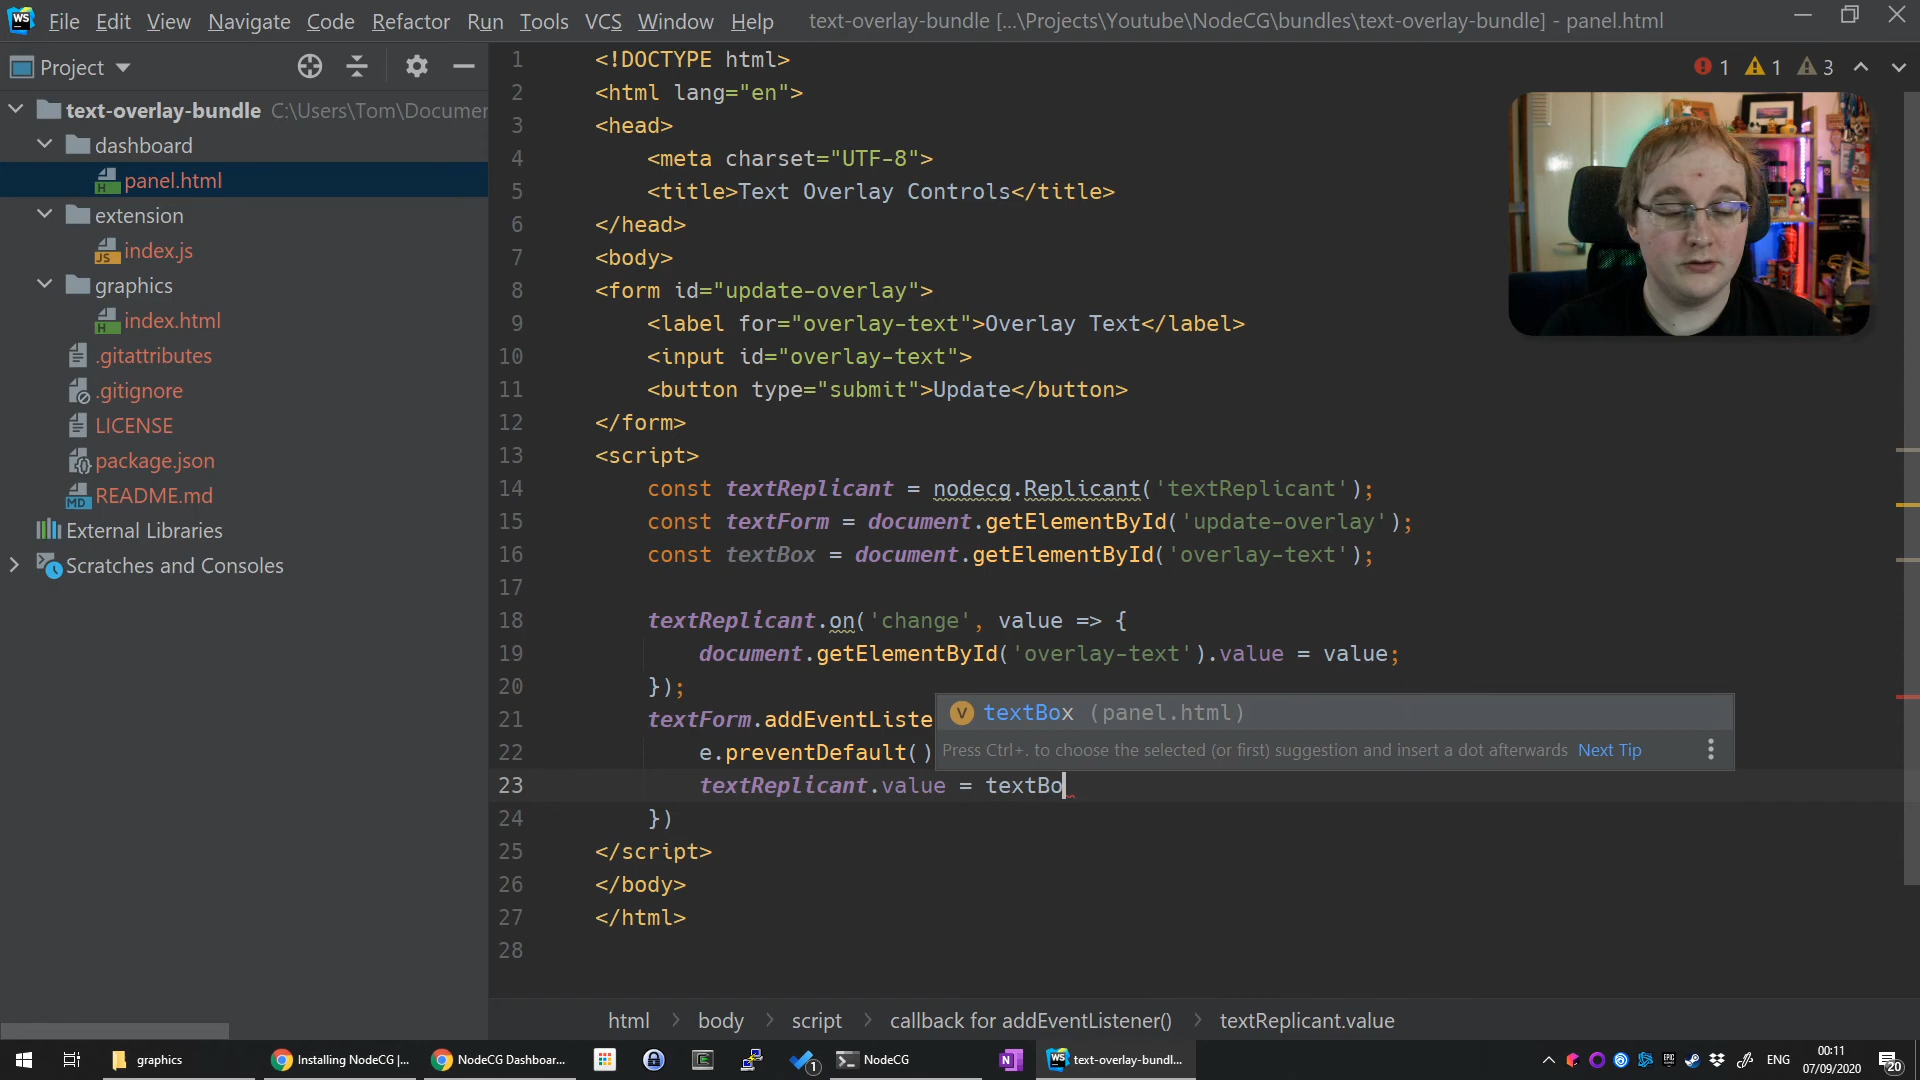 WS File Edit View Navigate Code Refactor Run Tools VCS Window Help text-overlay-bundle [...\Projects\Youtube\NodeCG\bundles\text-overlay-bundle] - panel.html
Project
1 1 3
text-overlay-bundle C:\Users\Tom\Documer
dashboard
panel.html
extension
index.js
graphics
index.html
.gitattributes
.gitignore
LICENSE
package.json
README.md
External Libraries
Scratches and Consoles
1 <!DOCTYPE html>
2 <html lang="en">
3 <head>
4 <meta charset="UTF-8">
5 <title>Text Overlay Controls</title>
6 </head>
7 <body>
8 <form id="update-overlay">
9 <label for="overlay-text">Overlay Text</label>
10 <input id="overlay-text">
11 <button type="submit">Update</button>
12 </form>
13 <script>
14 const textReplicant = nodecg.Replicant('textReplicant');
15 const textForm = document.getElementById('update-overlay');
16 const textBox = document.getElementById('overlay-text');
17
18 textReplicant.on('change', value => {
19 document.getElementById('overlay-text').value = value;
20 });
21 textForm.addEventListe
22 e.preventDefault()
23 textReplicant.value = textBo
24 })
25 </script>
26 </body>
27 </html>
28
V textBox (panel.html)
Press Ctrl+. to choose the selected (or first) suggestion and insert a dot afterwards Next Tip
html body script callback for addEventListener() textReplicant.value
graphics Installing NodeCG |... NodeCG Dashboar... 1 NodeCG N WS text-overlay-bundl... ENG 00:11 20
07/09/2020